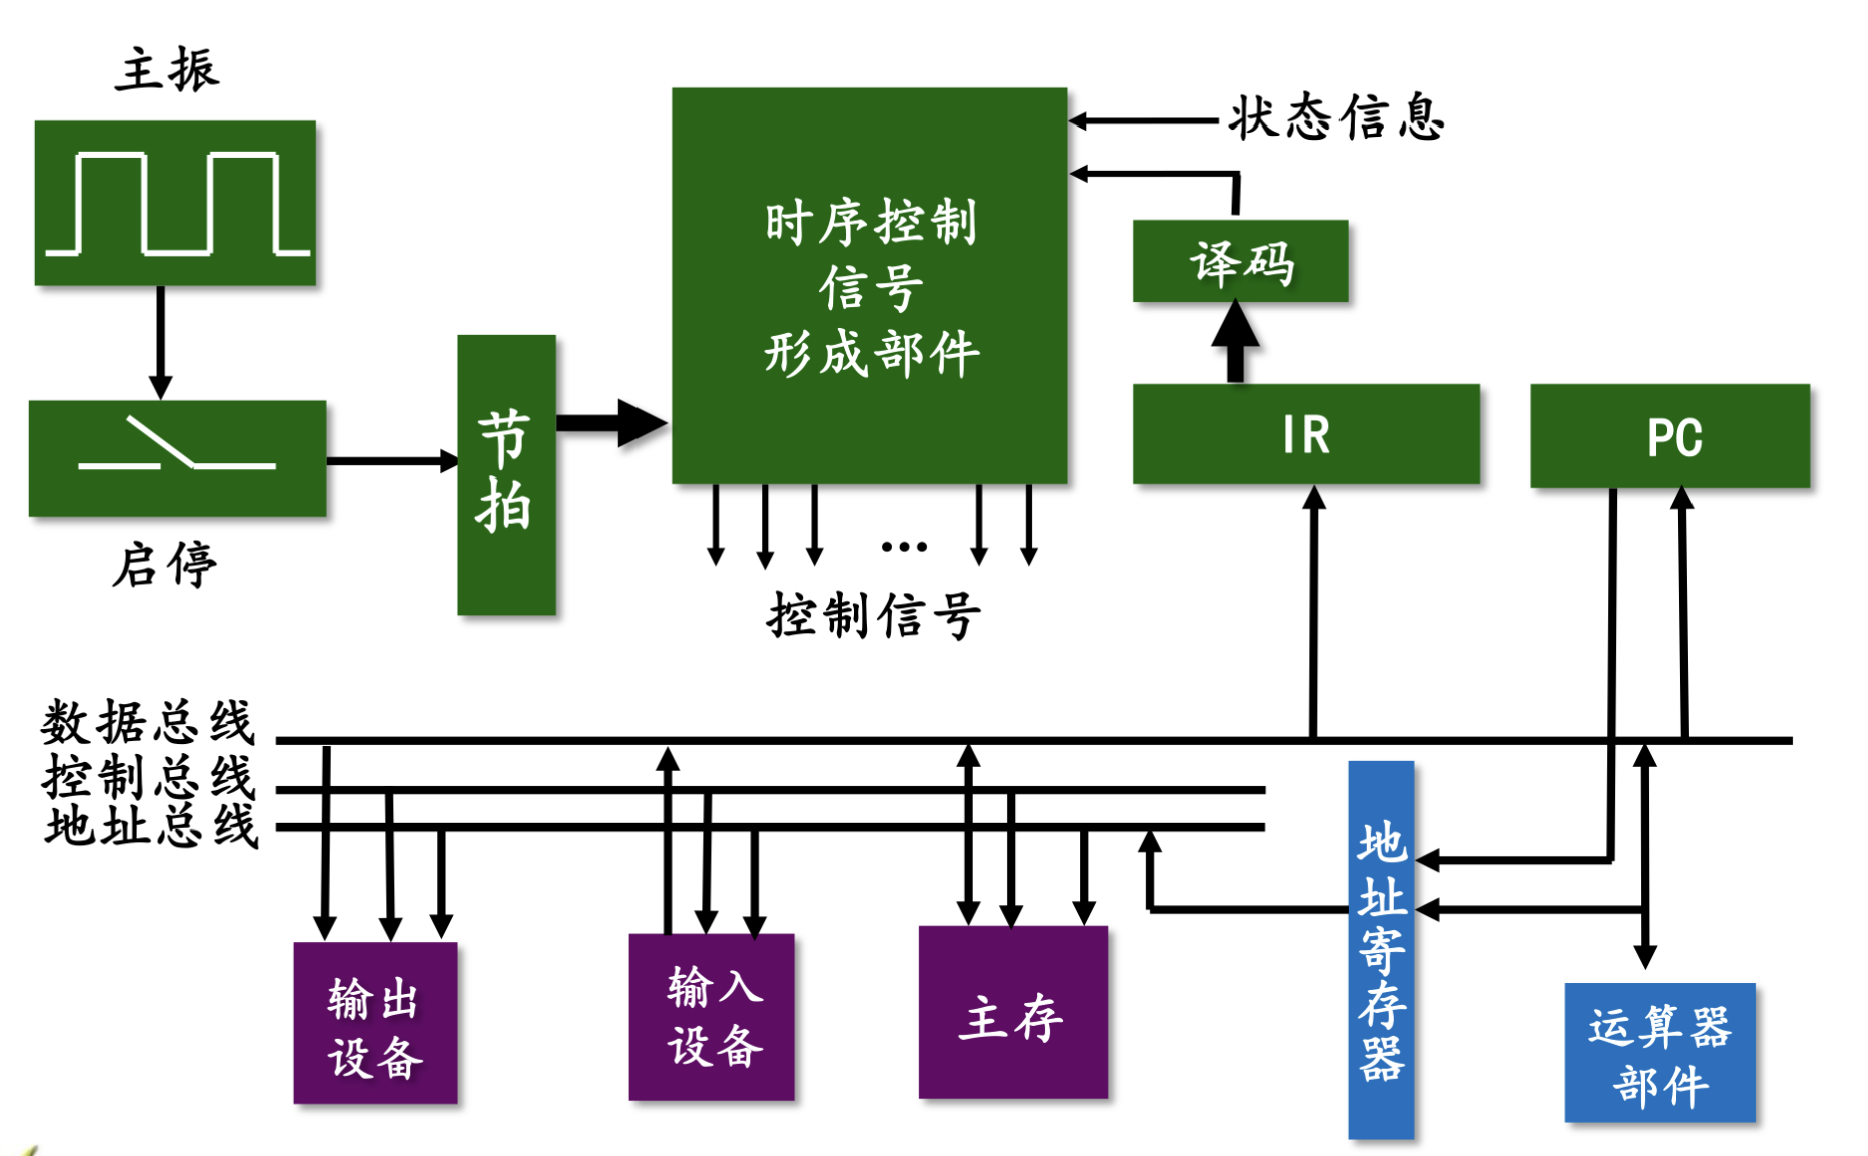 主振
状态信息
时序控制
信号
形成部件
译码
节
拍
IR
PC
启停
...
控制信号
数据总线
控制总线
地址总线
地
址
寄
存
器
输出
设备
输入
设备
主存
运算器
部件